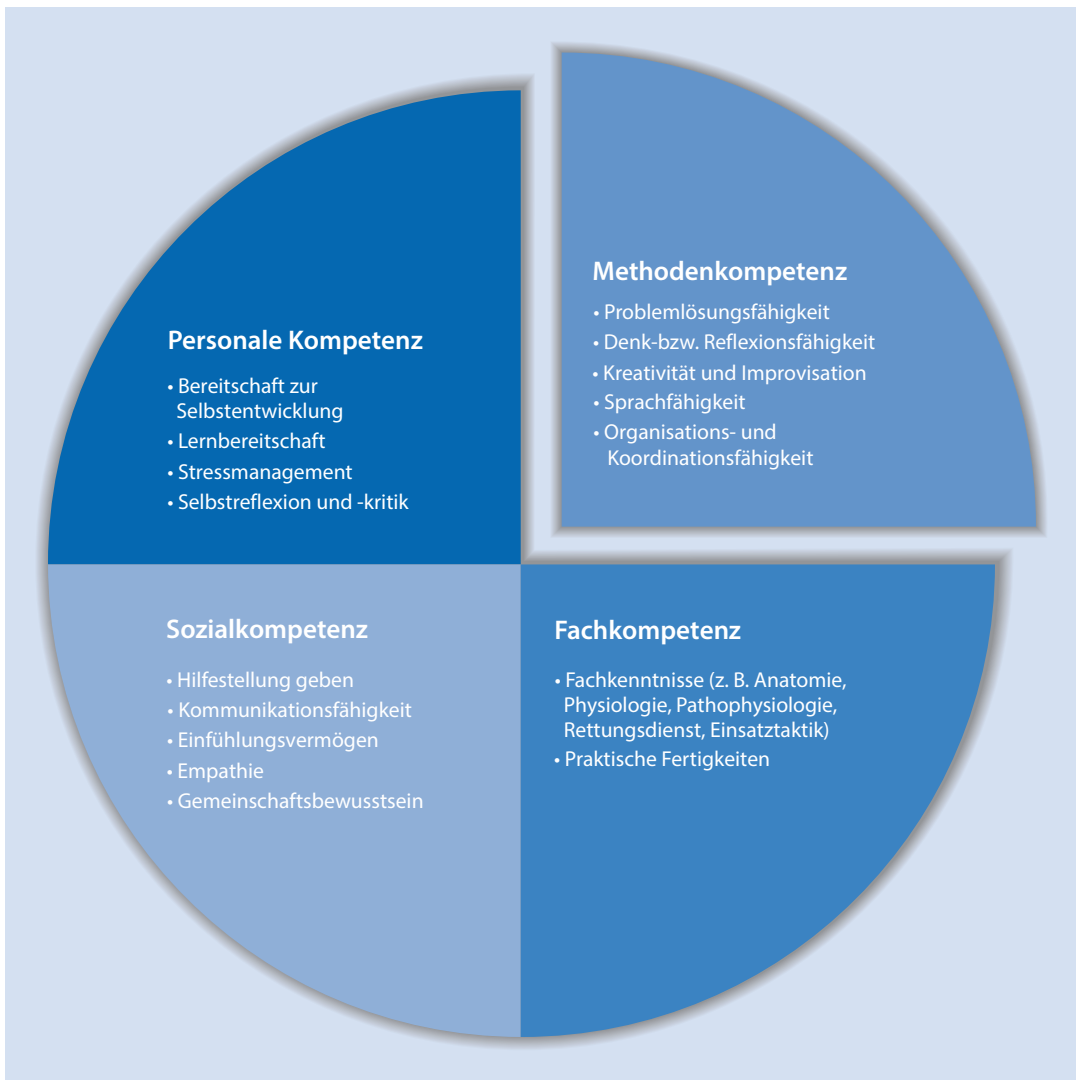 Personale Kompetenz
• Bereitschaft zur
Selbstentwicklung
• Lernbereitschaft
• Stressmanagement
• Selbstreflexion und -kritik
Methodenkompetenz
• Problemlösungsfähigkeit
• Denk-bzw. Reflexionsfähigkeit
• Kreativität und Improvisation
• Sprachfähigkeit
• Organisations- und
Koordinationsfähigkeit
Sozialkompetenz
• Hilfestellung geben
• Kommunikationsfähigkeit
• Einfühlungsvermögen
• Empathie
• Gemeinschaftsbewusstsein
Fachkompetenz
• Fachkenntnisse (z. B. Anatomie,
Physiologie, Pathophysiologie,
Rettungsdienst, Einsatztaktik)
• Praktische Fertigkeiten